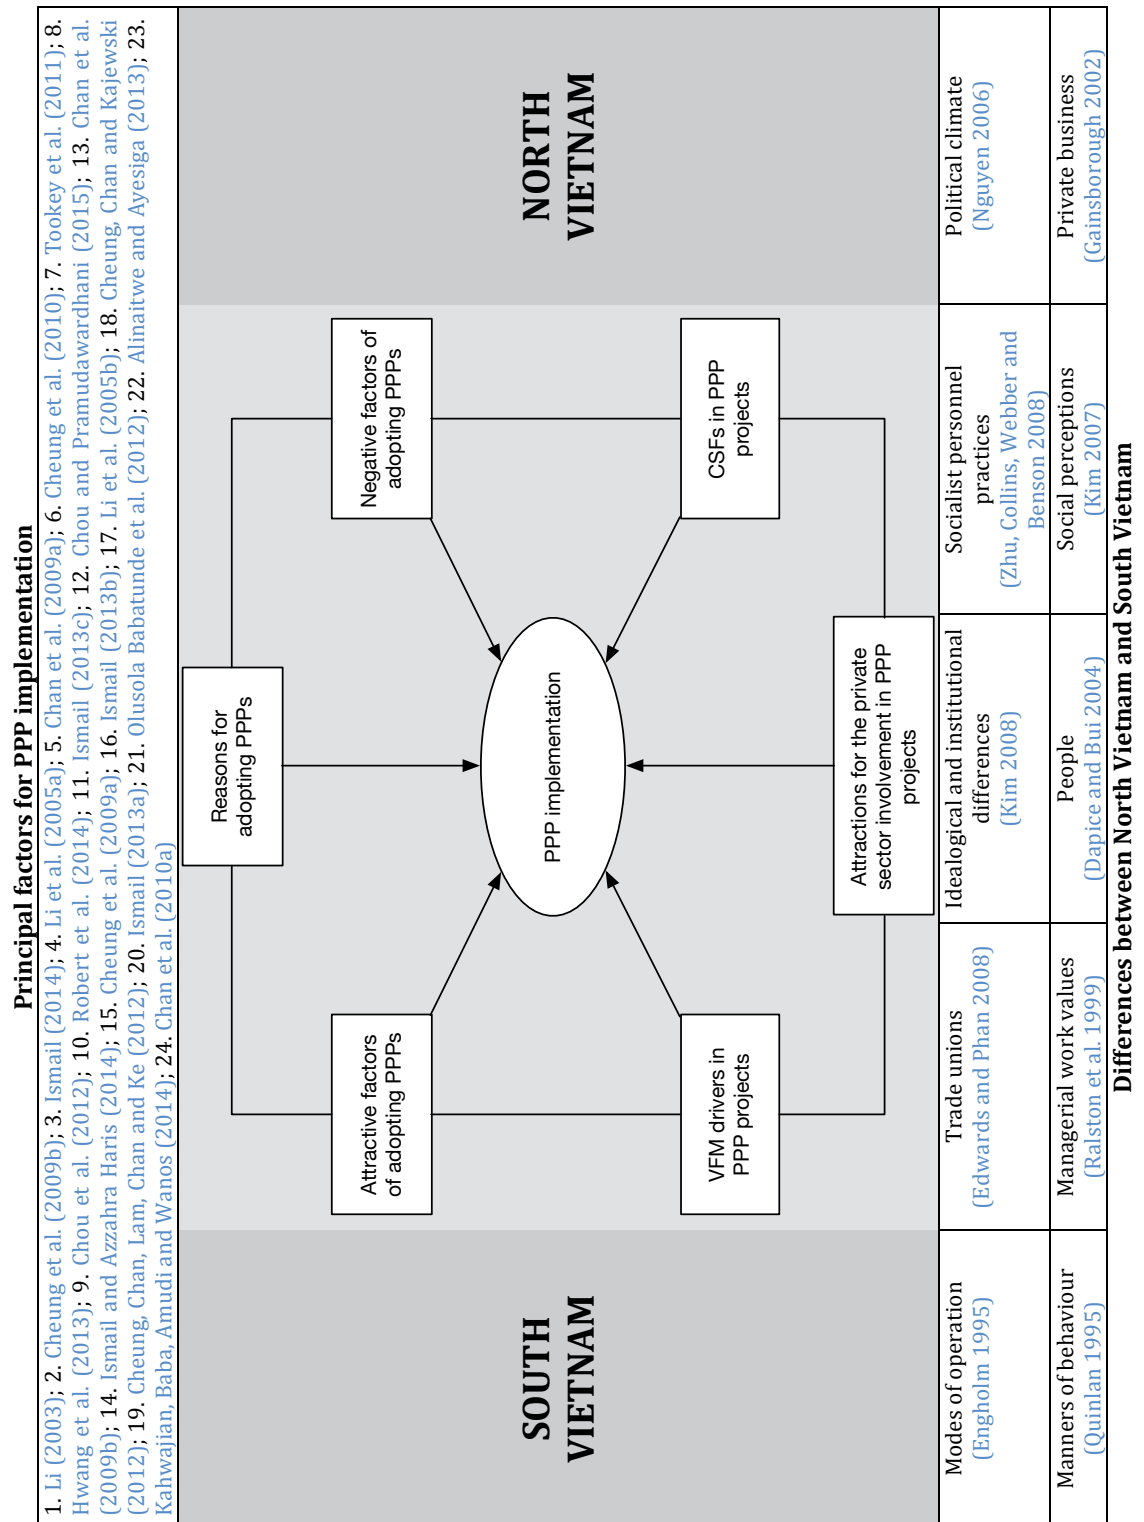 Principal factors for PPP implementation
1. Li (2003); 2. Cheung et al. (2009b); 3. Ismail (2014); 4. Li et al. (2005a); 5. Chan et al. (2009a); 6. Cheung et al. (2010); 7. Tookey et al. (2011); 8.
Hwang et al. (2013); 9. Chou et al. (2012); 10. Robert et al. (2014); 11. Ismail (2013c); 12. Chou and Pramudawardhani (2015); 13. Chan et al.
(2009b); 14. Ismail and Azzahra Haris (2014); 15. Cheung et al. (2009a); 16. Ismail (2013b); 17. Li et al. (2005b); 18. Cheung, Chan and Kajewski
(2012); 19. Cheung, Chan, Lam, Chan and Ke (2012); 20. Ismail (2013a); 21. Olusola Babatunde et al. (2012); 22. Alinaitwe and Ayesiga (2013); 23.
Kahwajian, Baba, Amudi and Wanos (2014); 24. Chan et al. (2010a)
SOUTH
VIETNAM
Reasons for
adopting PPPs
Attractive factors
of adopting PPPs
Negative factors of
adopting PPPs
PPP implementation
VFM drivers in
PPP projects
CSFs in PPP
projects
Attractions for the private
sector involvement in PPP
projects
NORTH
VIETNAM
Modes of operation
(Engholm 1995)
Trade unions
(Edwards and Phan 2008)
Idealogical and institutional
differences
(Kim 2008)
Socialist personnel
practices
(Zhu, Collins, Webber and
Benson 2008)
Political climate
(Nguyen 2006)
Manners of behaviour
(Quinlan 1995)
Managerial work values
(Ralston et al. 1999)
People
(Dapice and Bui 2004)
Social perceptions
(Kim 2007)
Private business
(Gainsborough 2002)
Differences between North Vietnam and South Vietnam